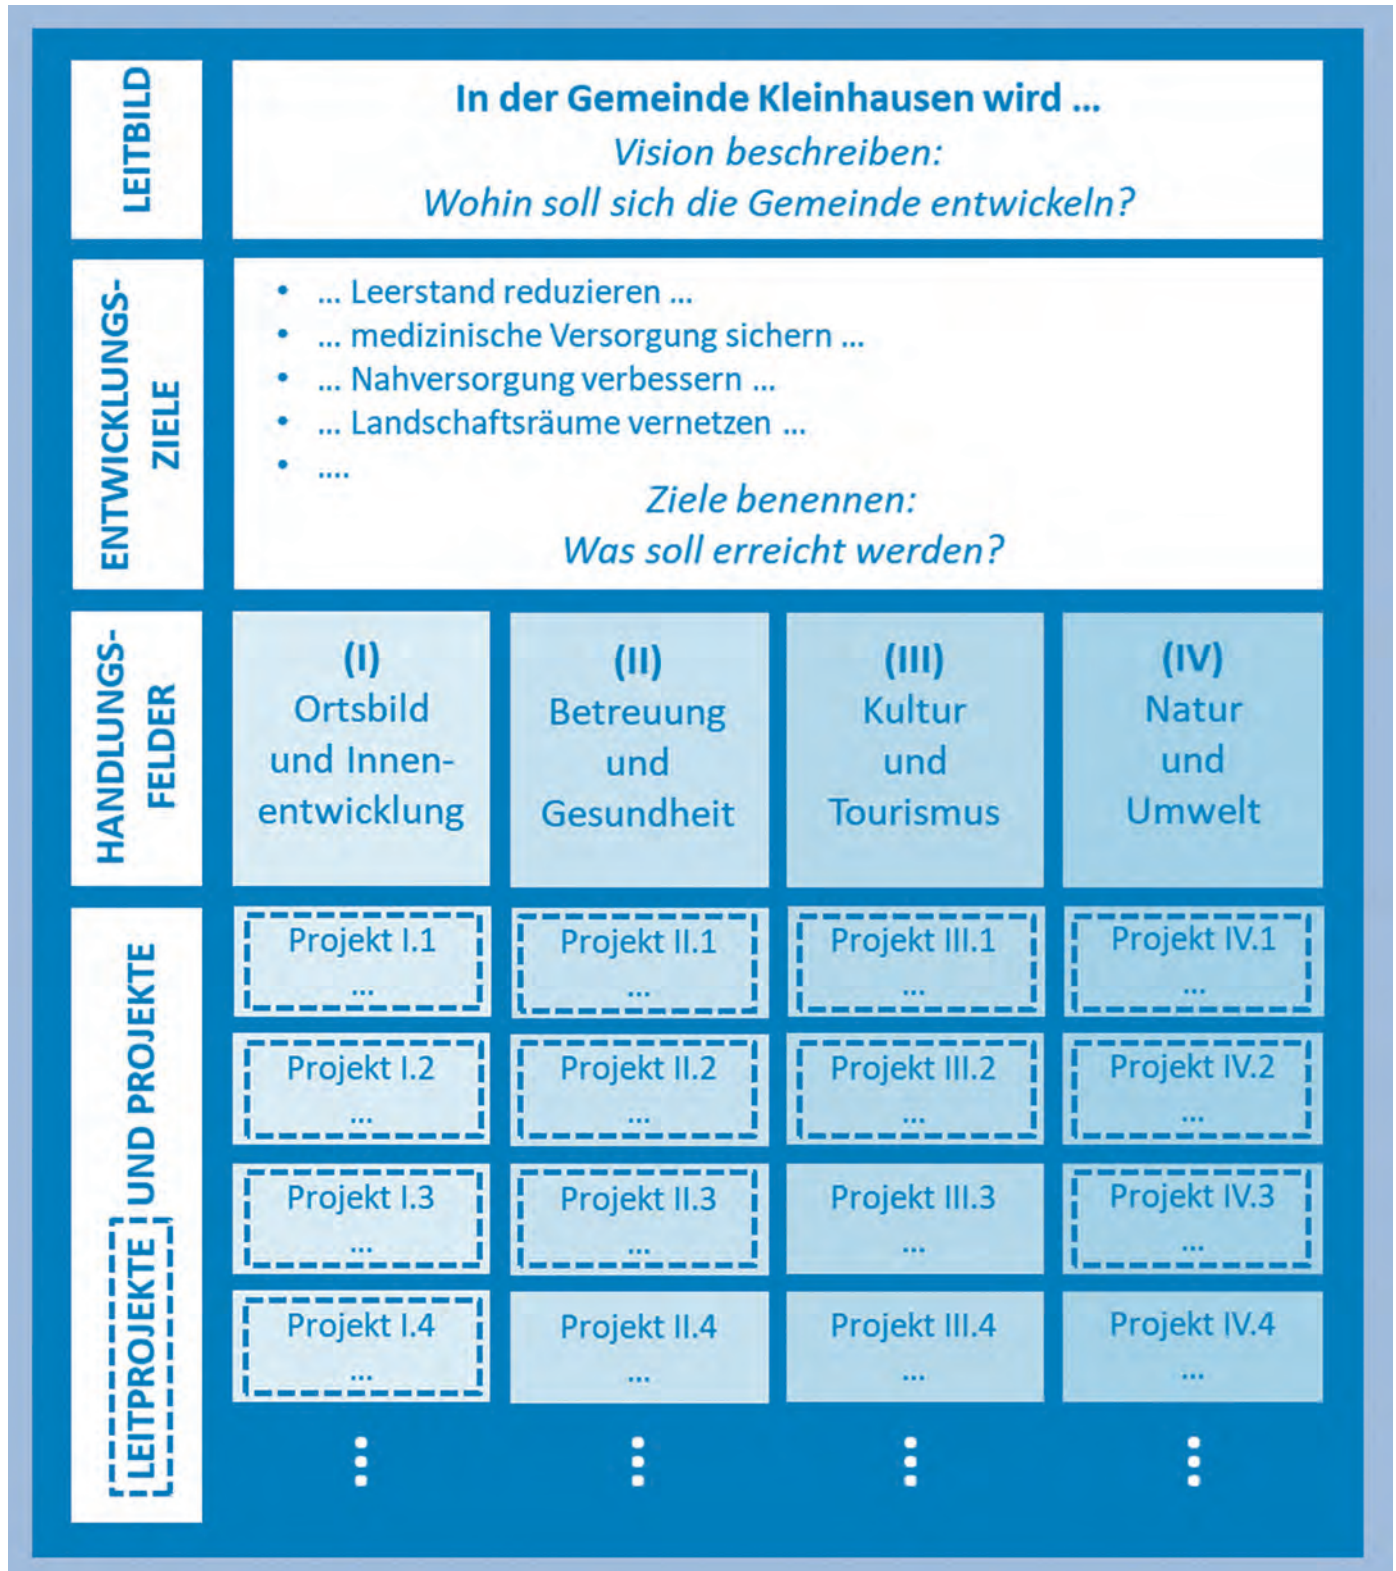 LEITBILD
In der Gemeinde Kleinhausen wird ...
Vision beschreiben:
Wohin soll sich die Gemeinde entwickeln?
ENTWICKLUNGS-
ZIELE
• ... Leerstand reduzieren ...
• ... medizinische Versorgung sichern ...
• ... Nahversorgung verbessern ...
• ... Landschaftsräume vernetzen ...
• ....
Ziele benennen:
Was soll erreicht werden?
HANDLUNGS-
FELDER
(I)
Ortsbild
und Innen-
entwicklung
(II)
Betreuung
und
Gesundheit
(III)
Kultur
und
Tourismus
(IV)
Natur
und
Umwelt
LEITPROJEKTE UND PROJEKTE
Projekt I.1
...
Projekt II.1
...
Projekt III.1
...
Projekt IV.1
...
Projekt I.2
...
Projekt II.2
...
Projekt III.2
...
Projekt IV.2
...
Projekt I.3
...
Projekt II.3
...
Projekt III.3
...
Projekt IV.3
...
Projekt I.4
...
Projekt II.4
...
Projekt III.4
...
Projekt IV.4
...